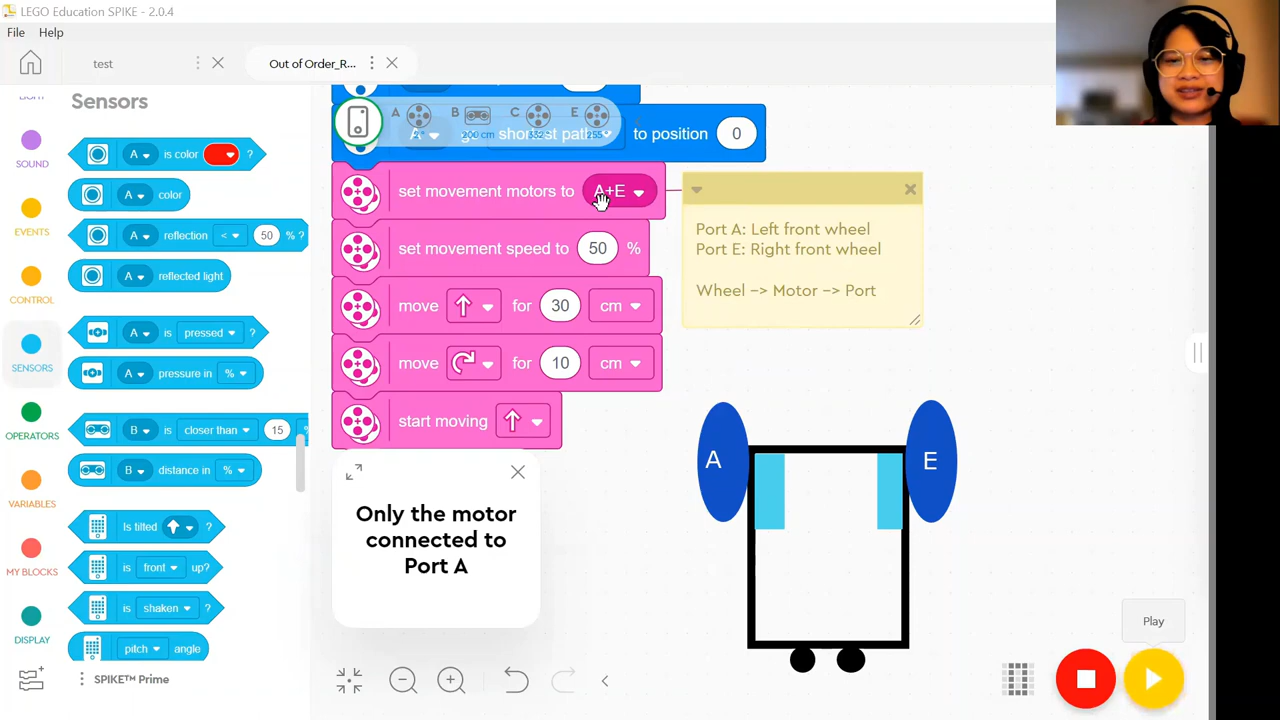 LEGO Education SPIKE - 2.0.4
File Help
test
Out of Order_R...
Sensors
SOUND
EVENTS
CONTROL
SENSORS
OPERATORS
VARIABLES
MY BLOCKS
DISPLAY
A is color ?
A color
A reflection < 50 % ?
A reflected light
A is pressed ?
A pressure in %
B is closer than 15
B distance in %
Is tilted ?
is front up?
is shaken ?
pitch angle
A B C E
200 cm
A shortest path to position 0
set movement motors to A+E
set movement speed to 50 %
move for 30 cm
move for 10 cm
start moving
Port A: Left front wheel
Port E: Right front wheel
Wheel -> Motor -> Port
Only the motor
connected to
Port A
A E
Play
SPIKE™ Prime